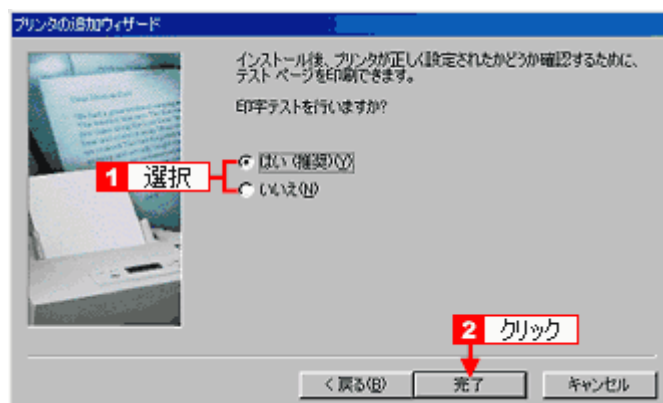 プリンタの追加ウィザード
インストール後、プリンタが正しく設定されたかどうか確認するために、
テスト ページを印刷できます。
印字テストを行いますか?
はい (推奨)(Y)
1 選択
いいえ(N)
2 クリック
< 戻る(B)
完了
キャンセル